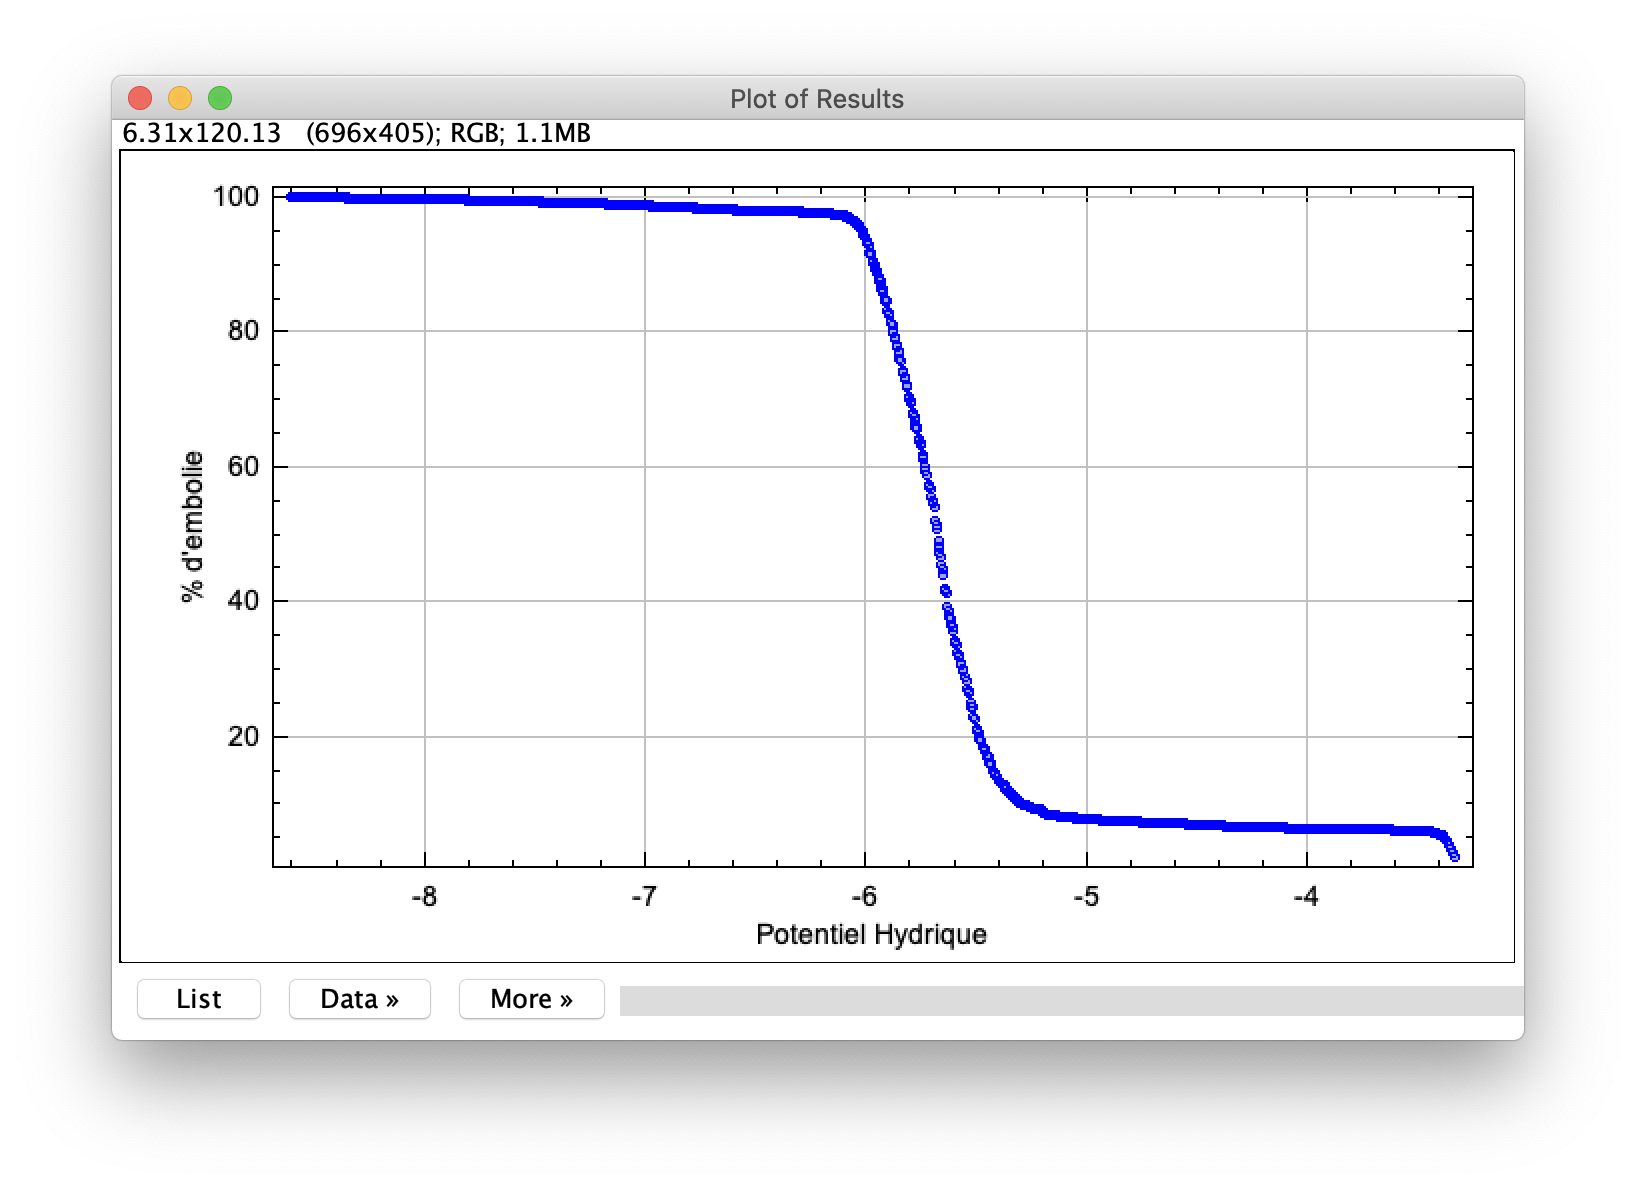 Plot of Results
6.31x120.13 (696x405); RGB; 1.1MB
100
80
60
40
20
% d'embolie
-8 -7 -6 -5 -4
Potentiel Hydrique
List Data » More »